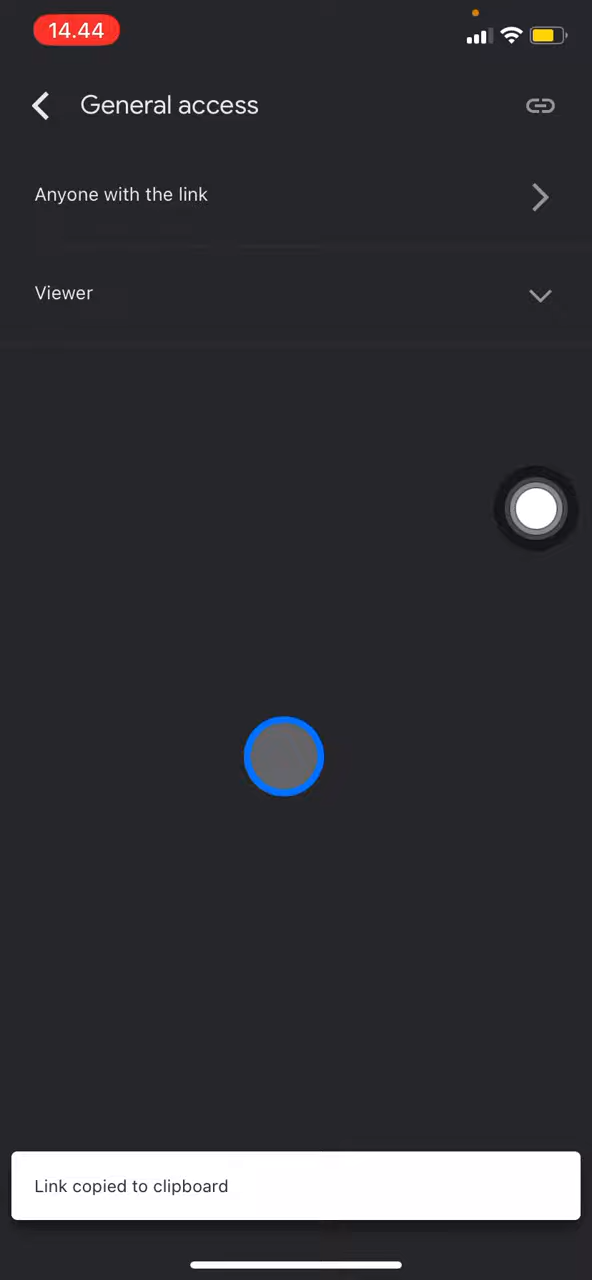 14.44
General access
Anyone with the link
Viewer
Link copied to clipboard